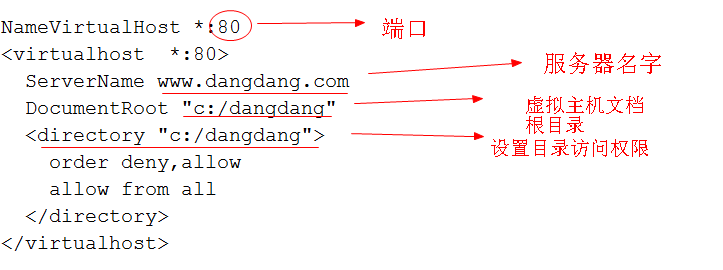 NameVirtualHost *:80
端口
<virtualhost  *:80>
服务器名字
ServerName www.dangdang.com
DocumentRoot "c:/dangdang"
虚拟主机文档
根目录
<directory "c:/dangdang">
设置目录访问权限
order deny,allow
allow from all
</directory>
</virtualhost>